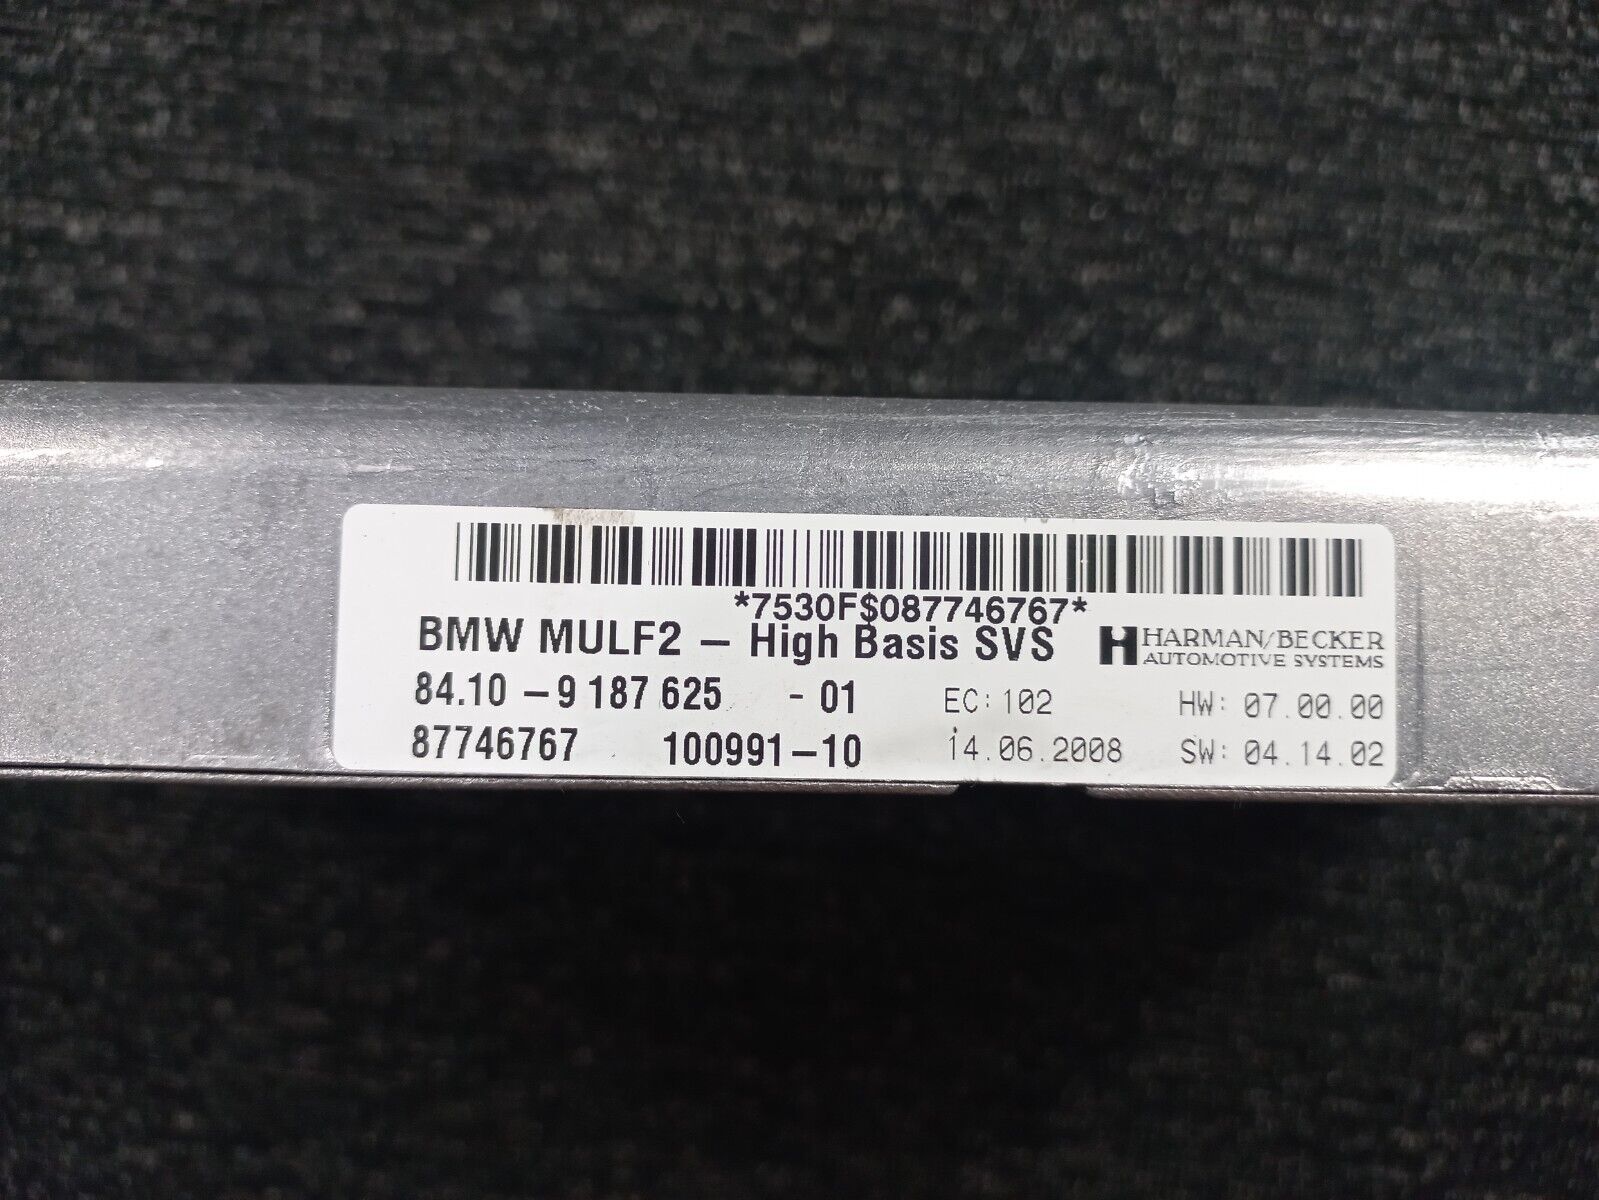 *7530F$087746767*
BMW MULF2 – High Basis SVS
HARMAN/BECKER
AUTOMOTIVE SYSTEMS
84.10 – 9 187 625 - 01 EC: 102 HW: 07.00.00
87746767 100991–10 14.06.2008 SW: 04.14.02